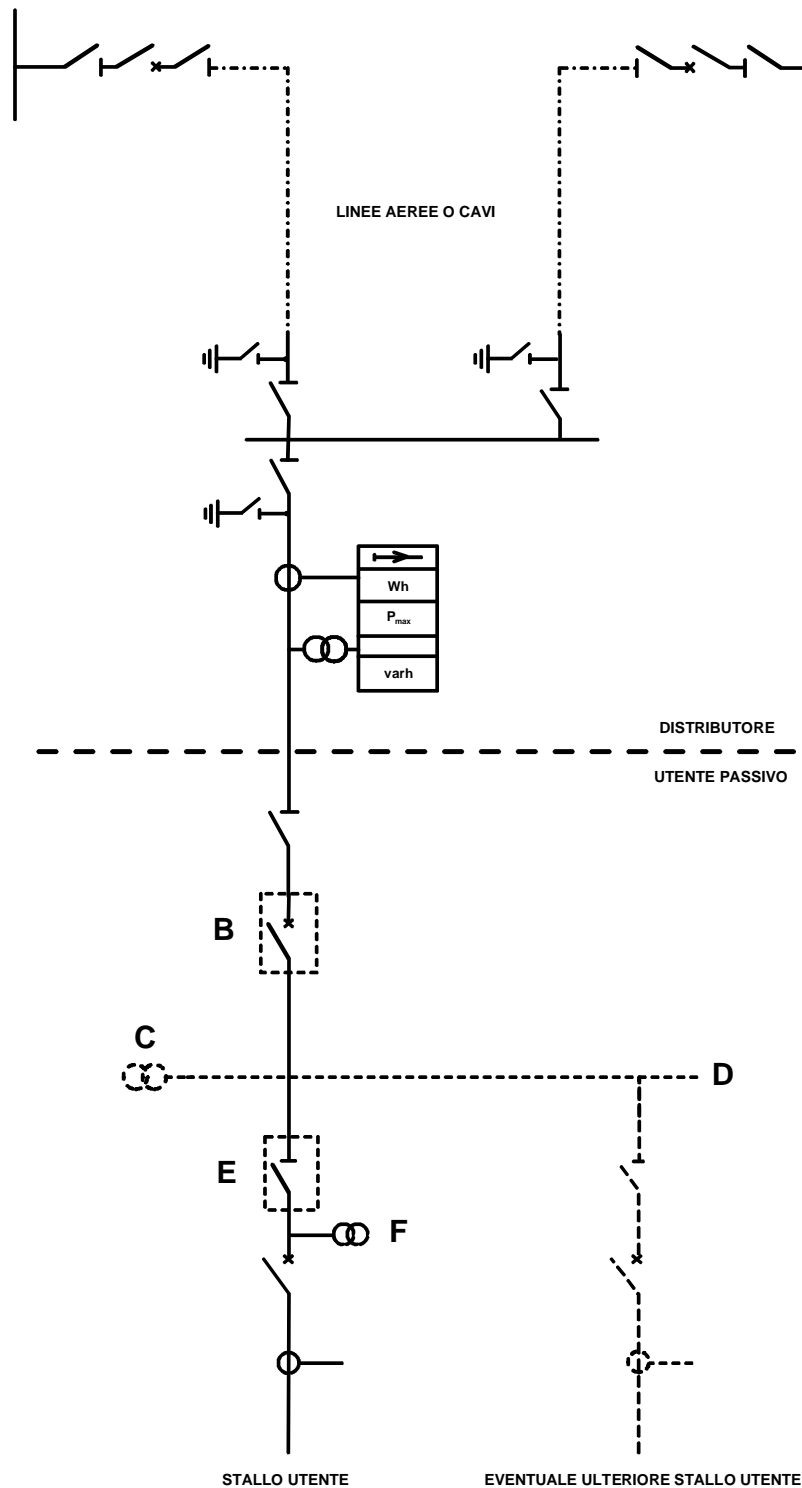 LINEE AEREE O CAVI
Wh
Pmax
varh
DISTRIBUTORE
UTENTE PASSIVO
B
C
D
E
F
STALLO UTENTE
EVENTUALE ULTERIORE STALLO UTENTE